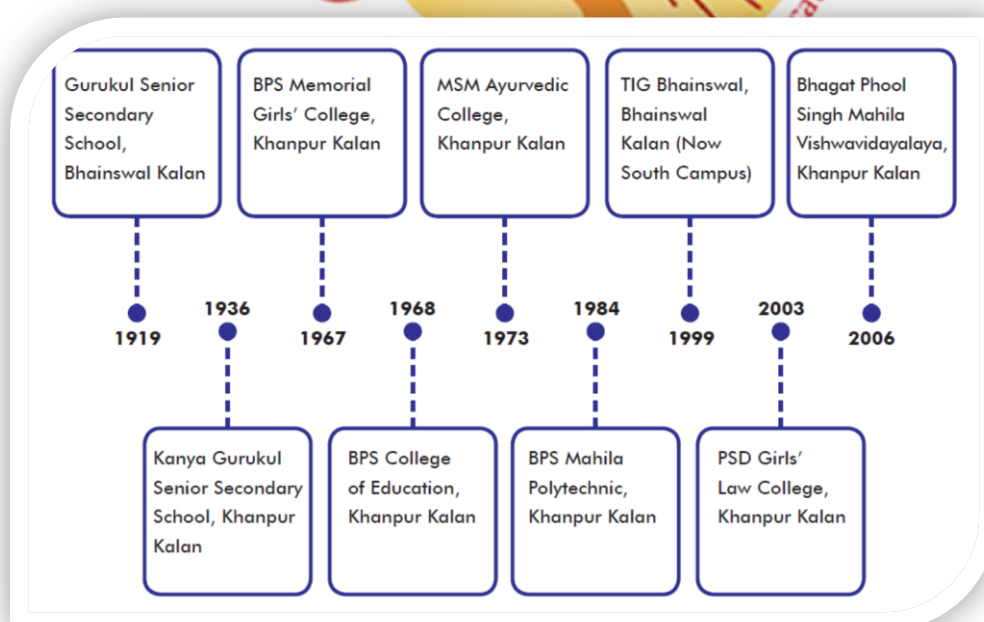 Gurukul Senior
Secondary
School,
Bhainswal Kalan
BPS Memorial
Girls’ College,
Khanpur Kalan
MSM Ayurvedic
College,
Khanpur Kalan
TIG Bhainswal,
Bhainswal
Kalan (Now
South Campus)
Bhagat Phool
Singh Mahila
Vishwavidayalaya,
Khanpur Kalan
1919
1936
1967
1968
1973
1984
1999
2003
2006
Kanya Gurukul
Senior Secondary
School, Khanpur
Kalan
BPS College
of Education,
Khanpur Kalan
BPS Mahila
Polytechnic,
Khanpur Kalan
PSD Girls’
Law College,
Khanpur Kalan